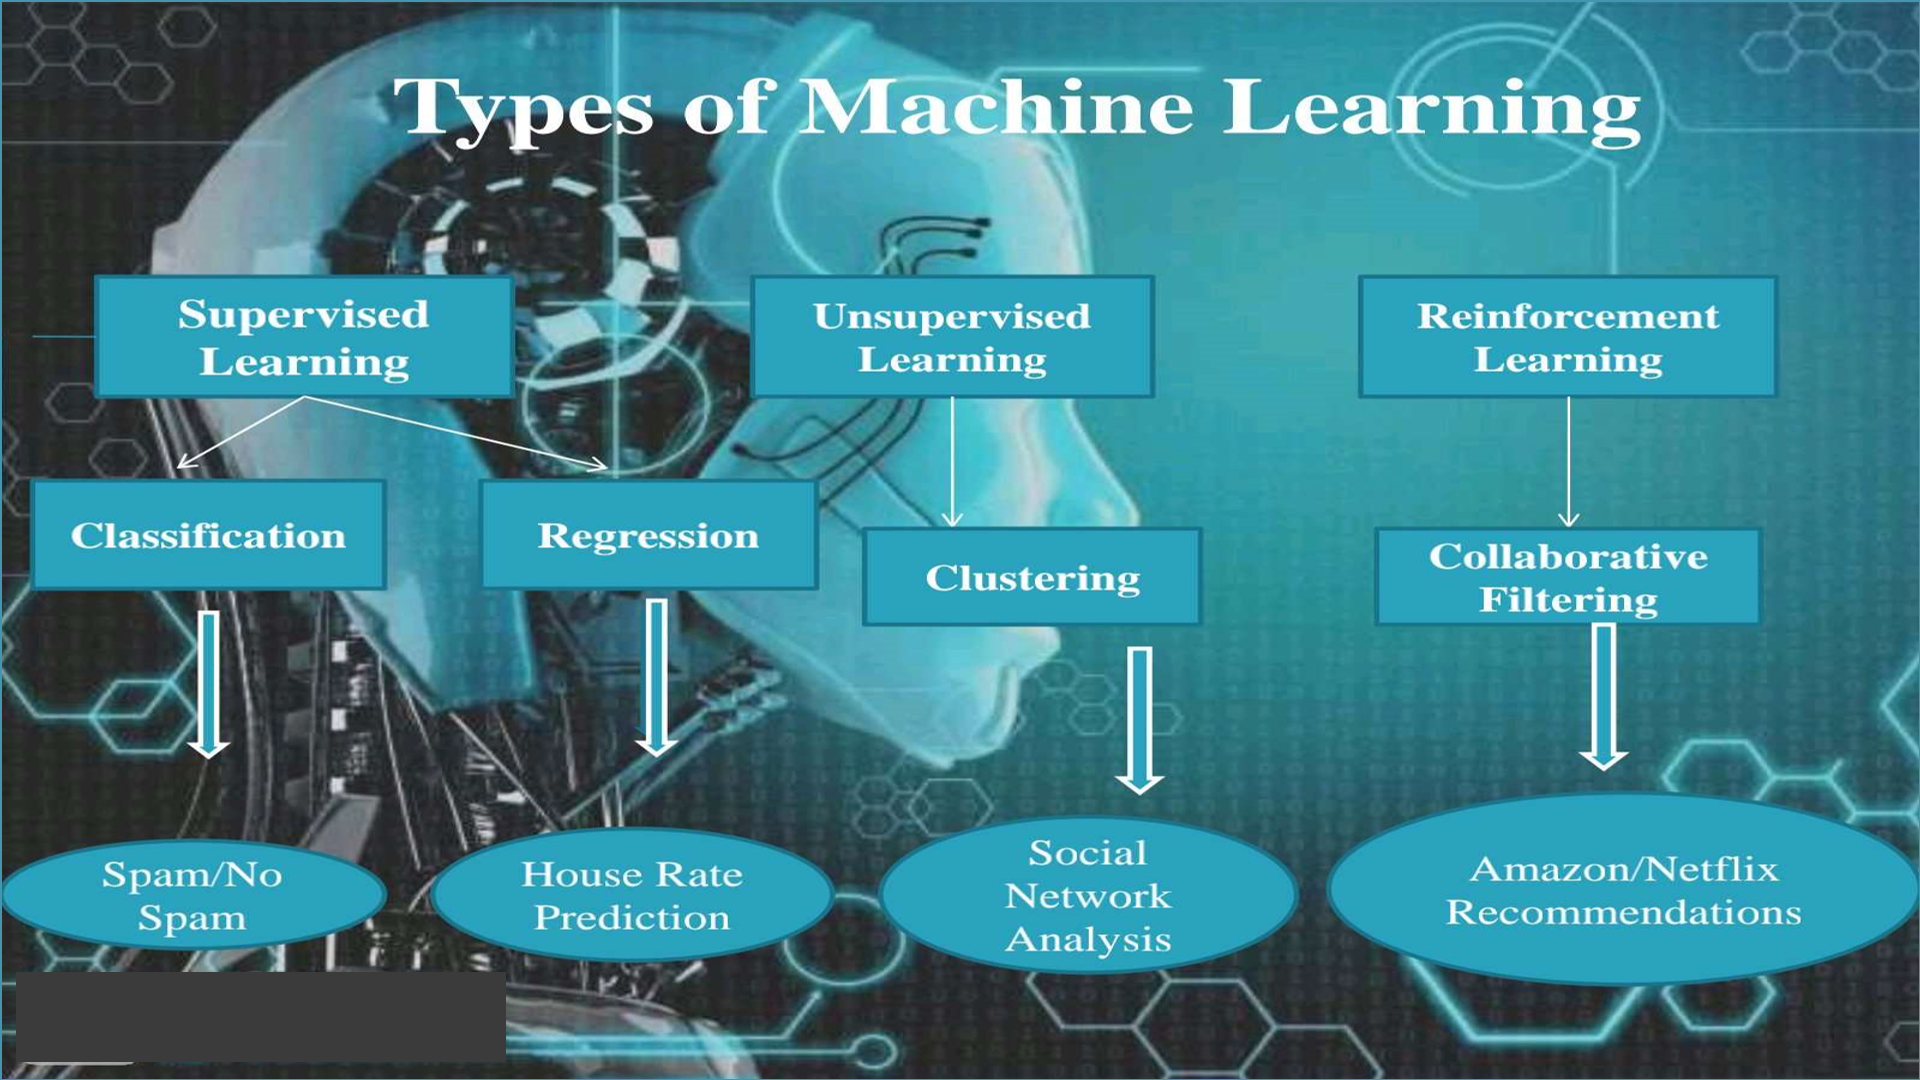 Types of Machine Learning
Supervised
Learning
Unsupervised
Learning
Reinforcement
Learning
Classification
Regression
Clustering
Collaborative
Filtering
Spam/No
Spam
House Rate
Prediction
Social
Network
Analysis
Amazon/Netflix
Recommendations